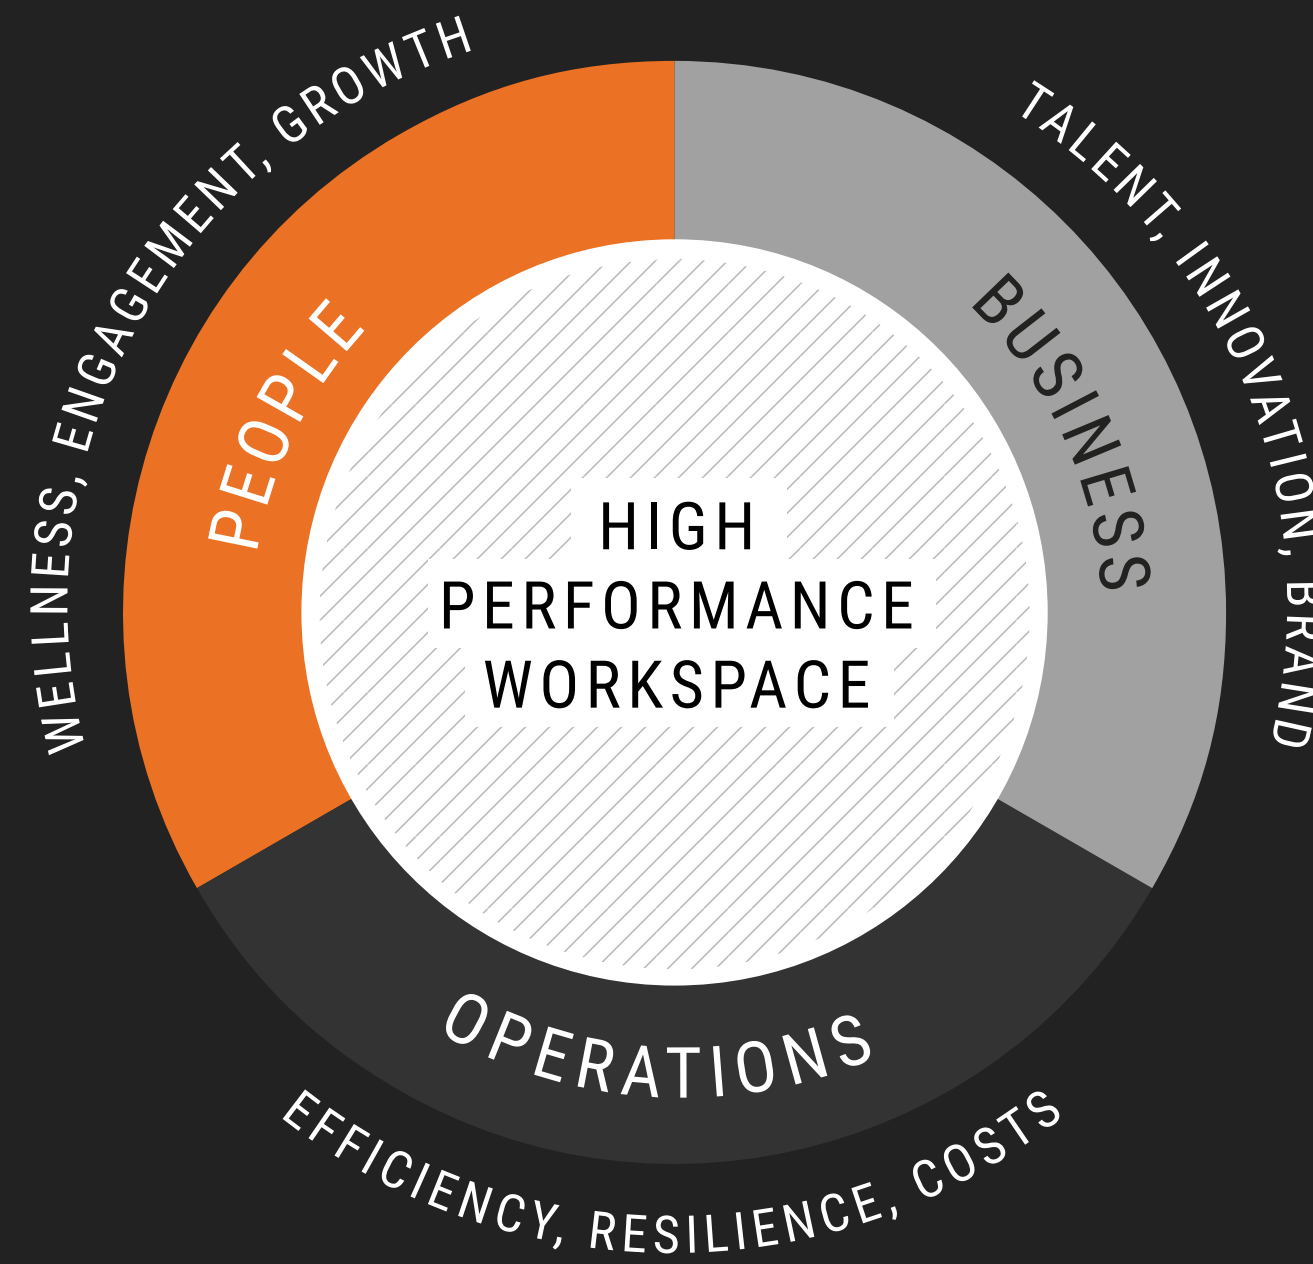 WELLNESS, ENGAGEMENT, GROWTH
TALENT, INNOVATION, BRAND
PEOPLE
BUSINESS
HIGH
PERFORMANCE
WORKSPACE
OPERATIONS
EFFICIENCY, RESILIENCE, COSTS